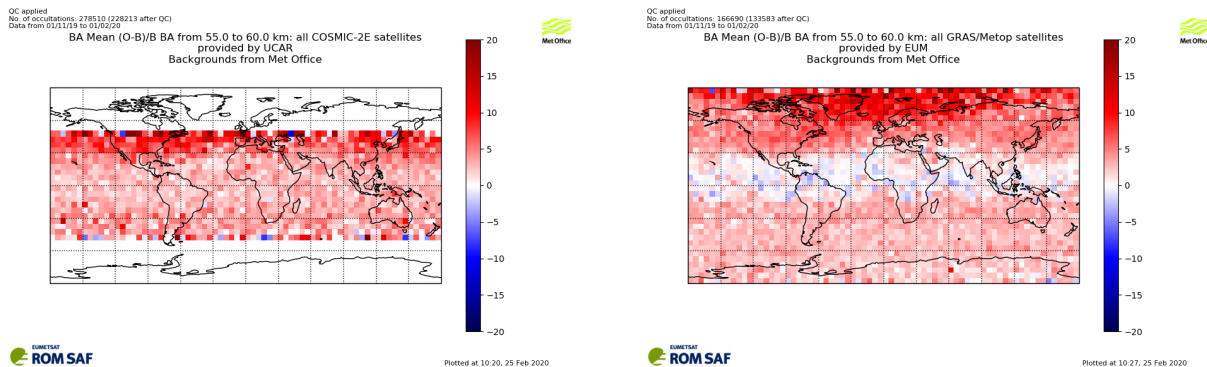 QC applied
No. of occultations: 278510 (228213 after QC)
Data from 01/11/19 to 01/02/20
BA Mean (O-B)/B BA from 55.0 to 60.0 km: all COSMIC-2E satellites
provided by UCAR
Backgrounds from Met Office
Met Office
20
15
10
5
0
−5
−10
−15
−20
EUMETSAT
ROM SAF
Plotted at 10:20, 25 Feb 2020
QC applied
No. of occultations: 166690 (133583 after QC)
Data from 01/11/19 to 01/02/20
BA Mean (O-B)/B BA from 55.0 to 60.0 km: all GRAS/Metop satellites
provided by EUM
Backgrounds from Met Office
Met Office
20
15
10
5
0
−5
−10
−15
−20
EUMETSAT
ROM SAF
Plotted at 10:27, 25 Feb 2020